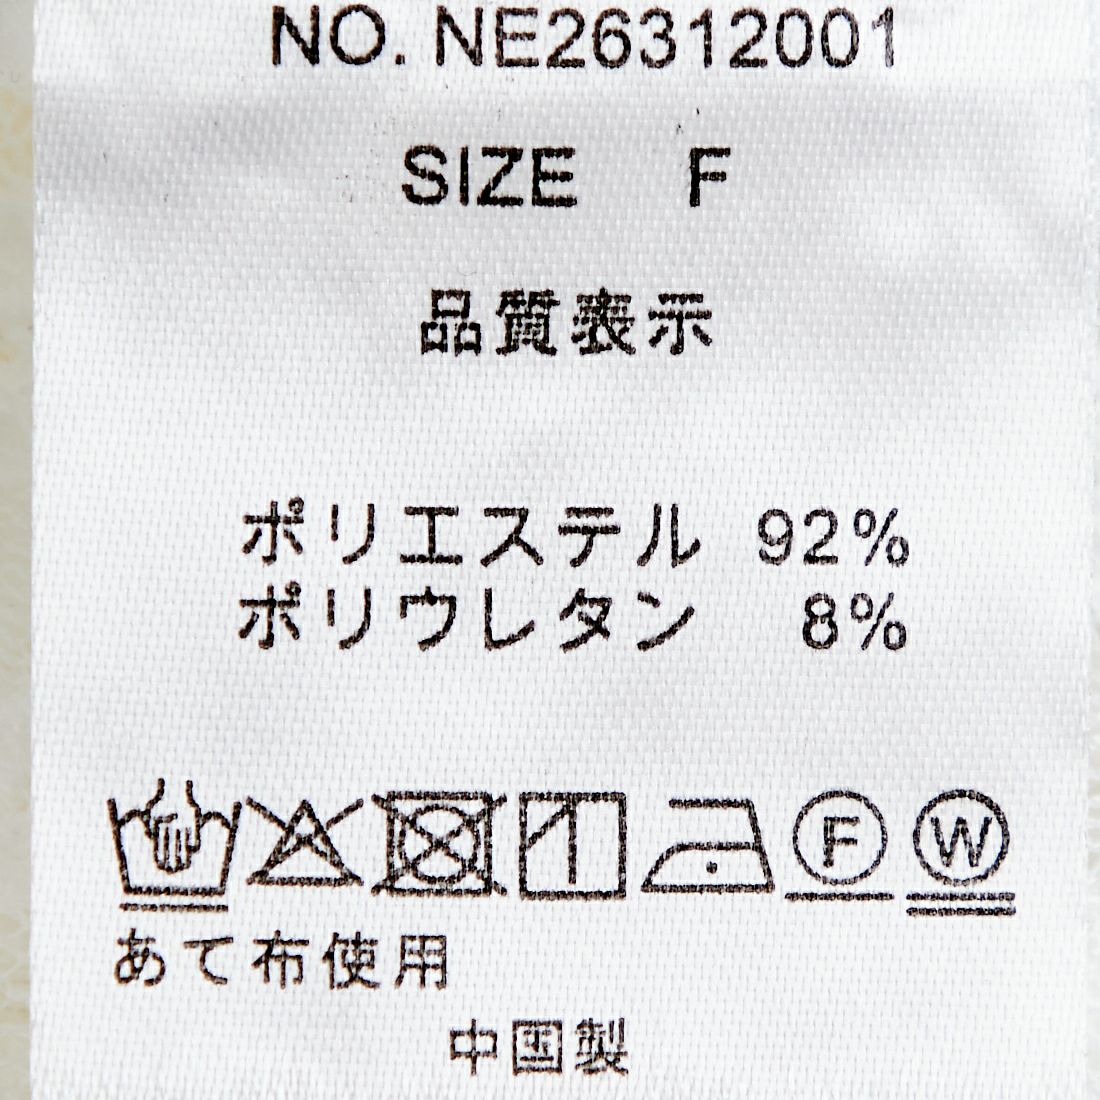 NO. NE26312001
SIZE F
品質表示
ポリエステル 92%
ポリウレタン 8%
F W
あて布使用
中国製